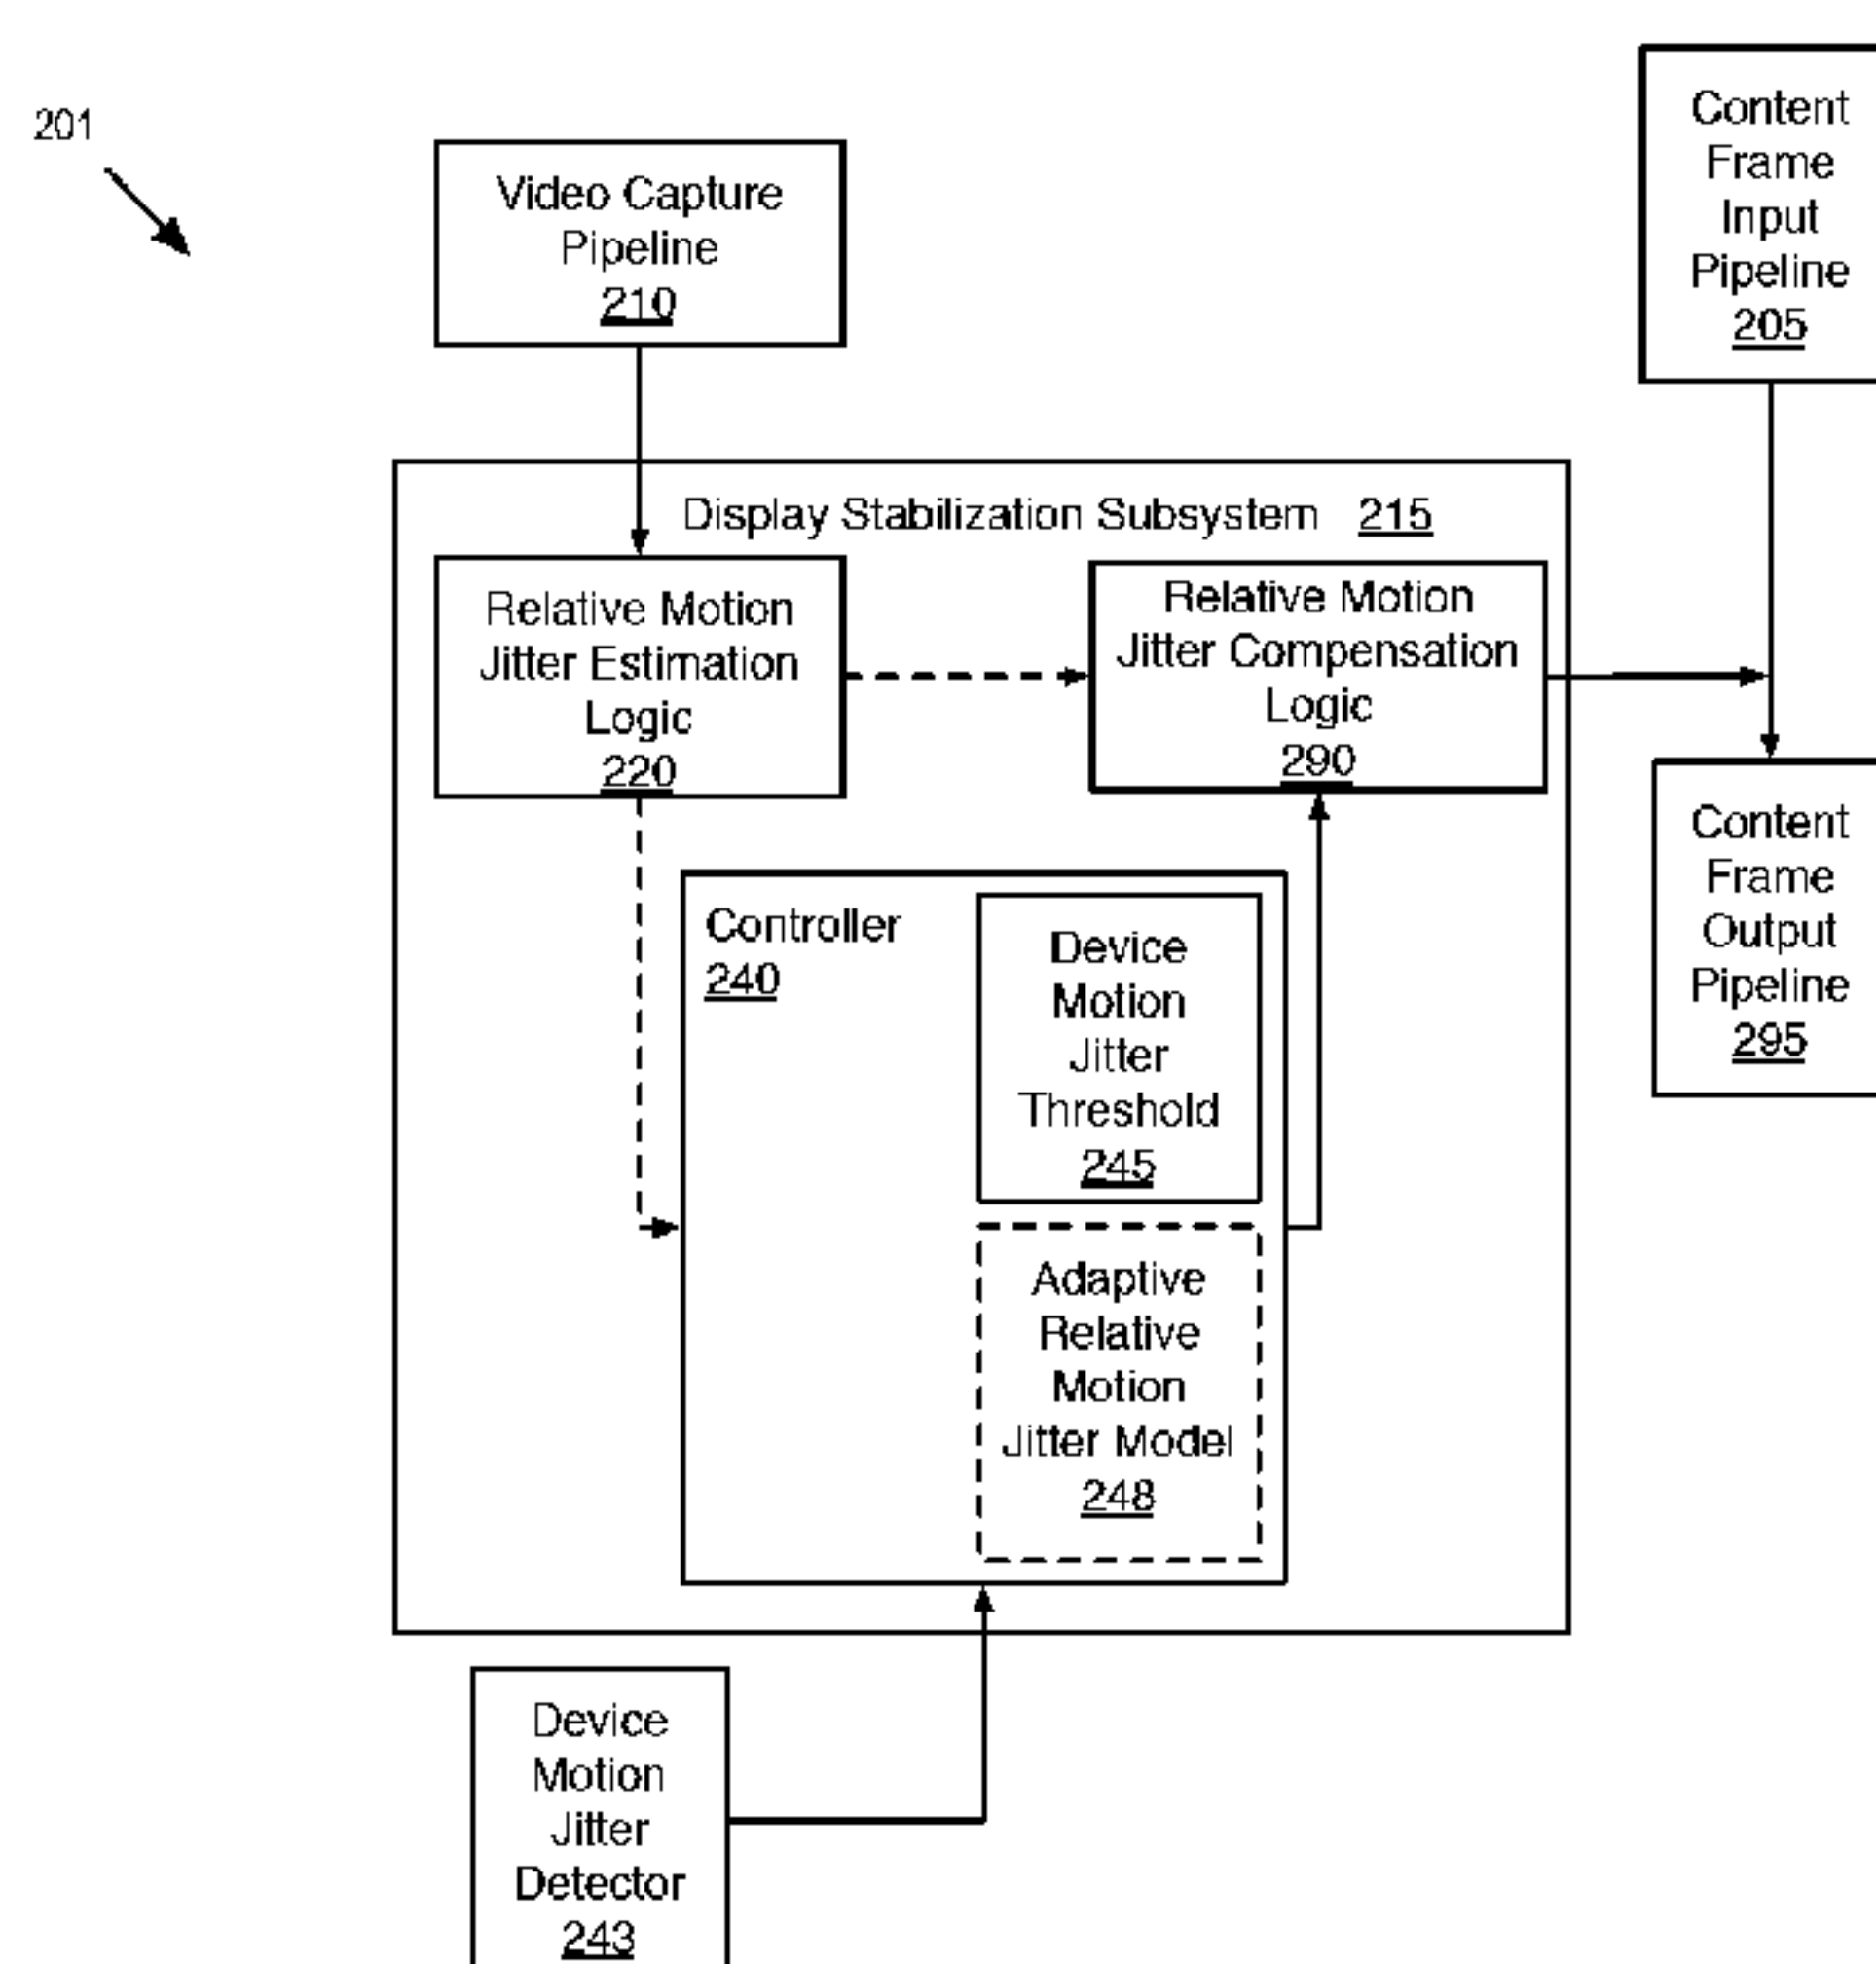 201
Video Capture
Pipeline
210
Content
Frame
Input
Pipeline
205
Display Stabilization Subsystem 215
Relative Motion
Jitter Estimation
Logic
220
Relative Motion
Jitter Compensation
Logic
290
Controller
240
Device
Motion
Jitter
Threshold
245
Adaptive
Relative
Motion
Jitter Model
248
Content
Frame
Output
Pipeline
295
Device
Motion
Jitter
Detector
243